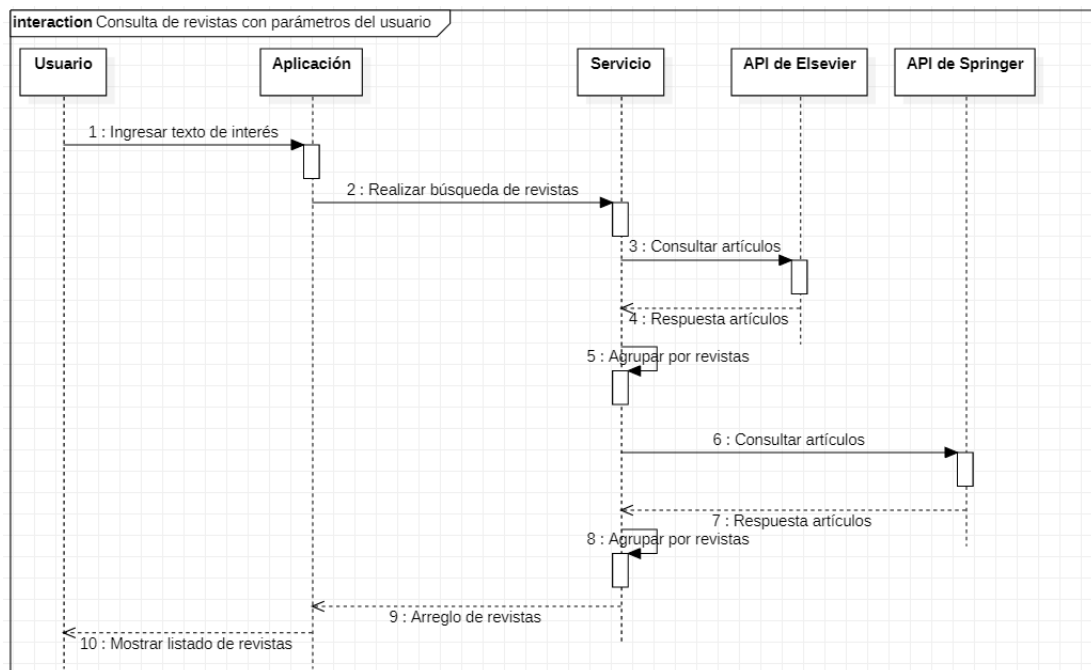 interaction Consulta de revistas con parámetros del usuario
Usuario
Aplicación
Servicio
API de Elsevier
API de Springer
1 : Ingresar texto de interés
2 : Realizar búsqueda de revistas
3 : Consultar artículos
4 : Respuesta artículos
5 : Agrupar por revistas
6 : Consultar artículos
7 : Respuesta artículos
8 : Agrupar por revistas
9 : Arreglo de revistas
10 : Mostrar listado de revistas